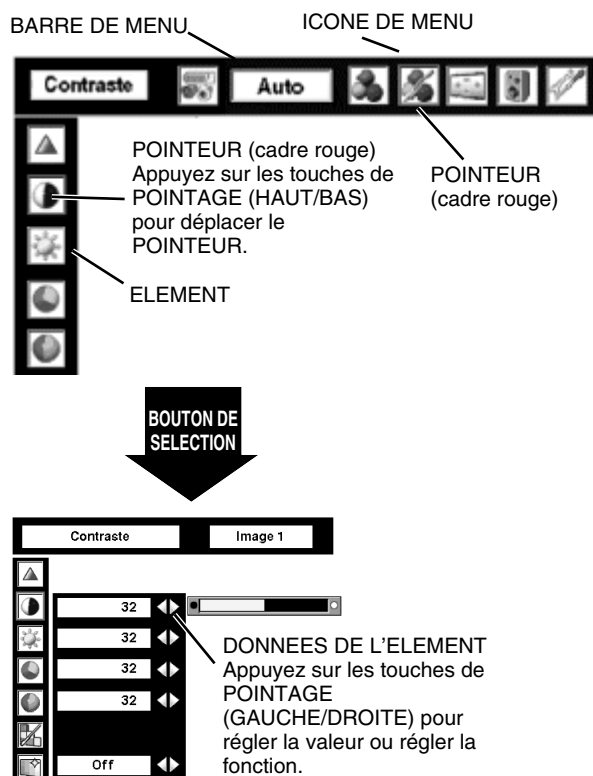 BARRE DE MENU
ICONE DE MENU
Contraste
Auto
POINTEUR (cadre rouge)
Appuyez sur les touches de
POINTAGE (HAUT/BAS)
pour déplacer le
POINTEUR.
POINTEUR
(cadre rouge)
ELEMENT
BOUTON DE
SELECTION
Contraste
Image 1
32
32
32
32
Off
DONNEES DE L'ELEMENT
Appuyez sur les touches de
POINTAGE
(GAUCHE/DROITE) pour
régler la valeur ou régler la
fonction.